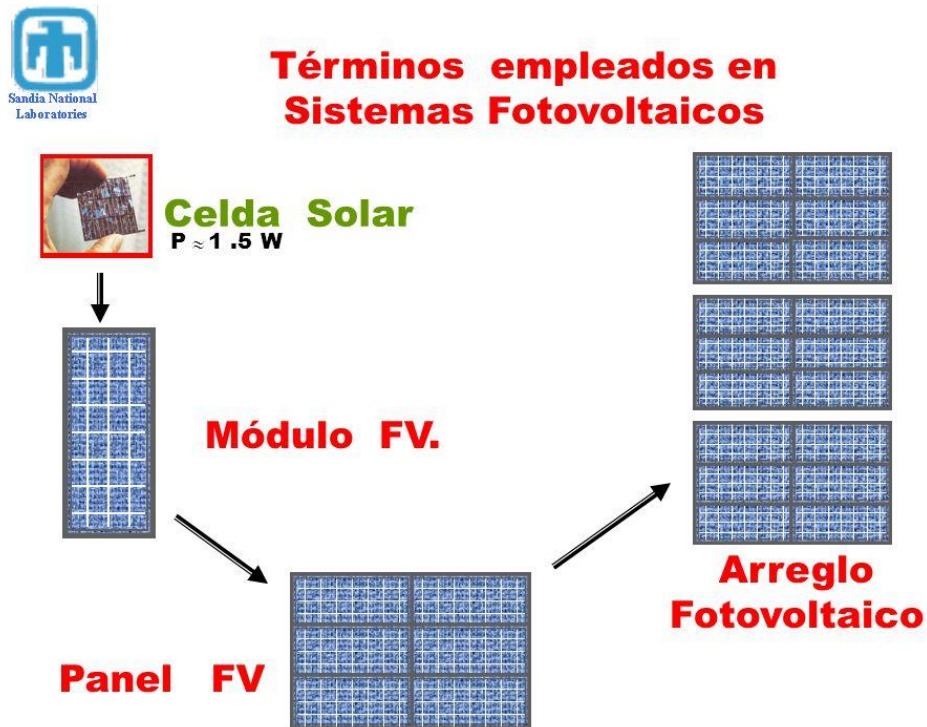 Sandia National
Laboratories
Términos empleados en
Sistemas Fotovoltaicos
Celda Solar
P ≈ 1 .5 W
Módulo FV.
Panel FV
Arreglo
Fotovoltaico